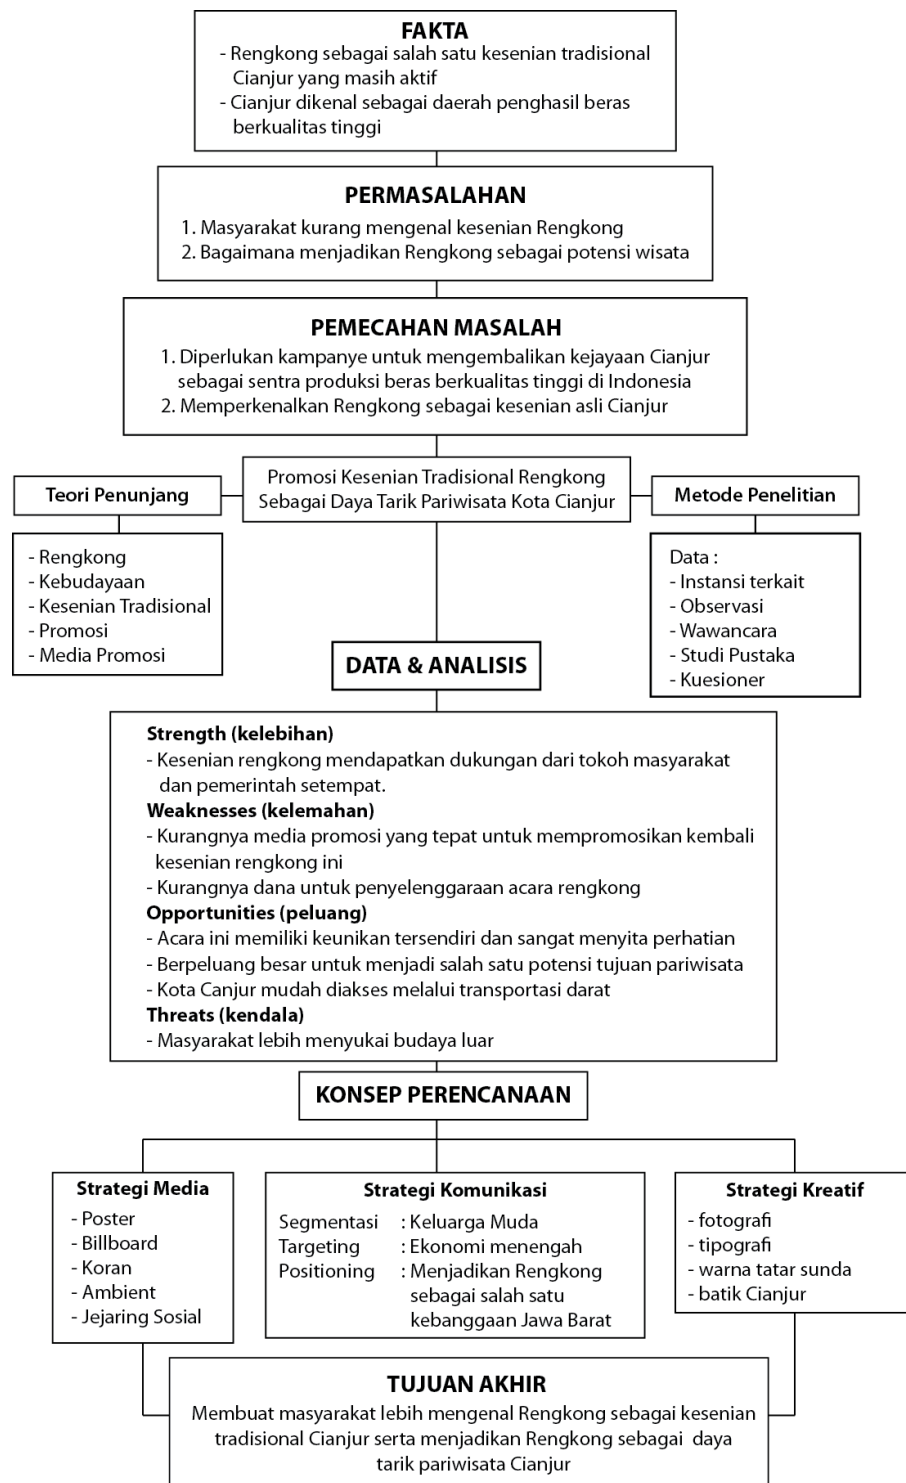 FAKTA
- Rengkong sebagai salah satu kesenian tradisional
Cianjur yang masih aktif
- Cianjur dikenal sebagai daerah penghasil beras
berkualitas tinggi
PERMASALAHAN
1. Masyarakat kurang mengenal kesenian Rengkong
2. Bagaimana menjadikan Rengkong sebagai potensi wisata
PEMECAHAN MASALAH
1. Diperlukan kampanye untuk mengembalikan kejayaan Cianjur
sebagai sentra produksi beras berkualitas tinggi di Indonesia
2. Memperkenalkan Rengkong sebagai kesenian asli Cianjur
Promosi Kesenian Tradisional Rengkong
Sebagai Daya Tarik Pariwisata Kota Cianjur
Teori Penunjang
- Rengkong
- Kebudayaan
- Kesenian Tradisional
- Promosi
- Media Promosi
Metode Penelitian
Data :
- Instansi terkait
- Observasi
- Wawancara
- Studi Pustaka
- Kuesioner
DATA & ANALISIS
Strength (kelebihan)
- Kesenian rengkong mendapatkan dukungan dari tokoh masyarakat
dan pemerintah setempat.
Weaknesses (kelemahan)
- Kurangnya media promosi yang tepat untuk mempromosikan kembali
kesenian rengkong ini
- Kurangnya dana untuk penyelenggaraan acara rengkong
Opportunities (peluang)
- Acara ini memiliki keunikan tersendiri dan sangat menyita perhatian
- Berpeluang besar untuk menjadi salah satu potensi tujuan pariwisata
- Kota Canjur mudah diakses melalui transportasi darat
Threats (kendala)
- Masyarakat lebih menyukai budaya luar
KONSEP PERENCANAAN
Strategi Media
- Poster
- Billboard
- Koran
- Ambient
- Jejaring Sosial
Strategi Komunikasi
Segmentasi : Keluarga Muda
Targeting : Ekonomi menengah
Positioning : Menjadikan Rengkong
sebagai salah satu
kebanggaan Jawa Barat
Strategi Kreatif
- fotografi
- tipografi
- warna tatar sunda
- batik Cianjur
TUJUAN AKHIR
Membuat masyarakat lebih mengenal Rengkong sebagai kesenian
tradisional Cianjur serta menjadikan Rengkong sebagai daya
tarik pariwisata Cianjur